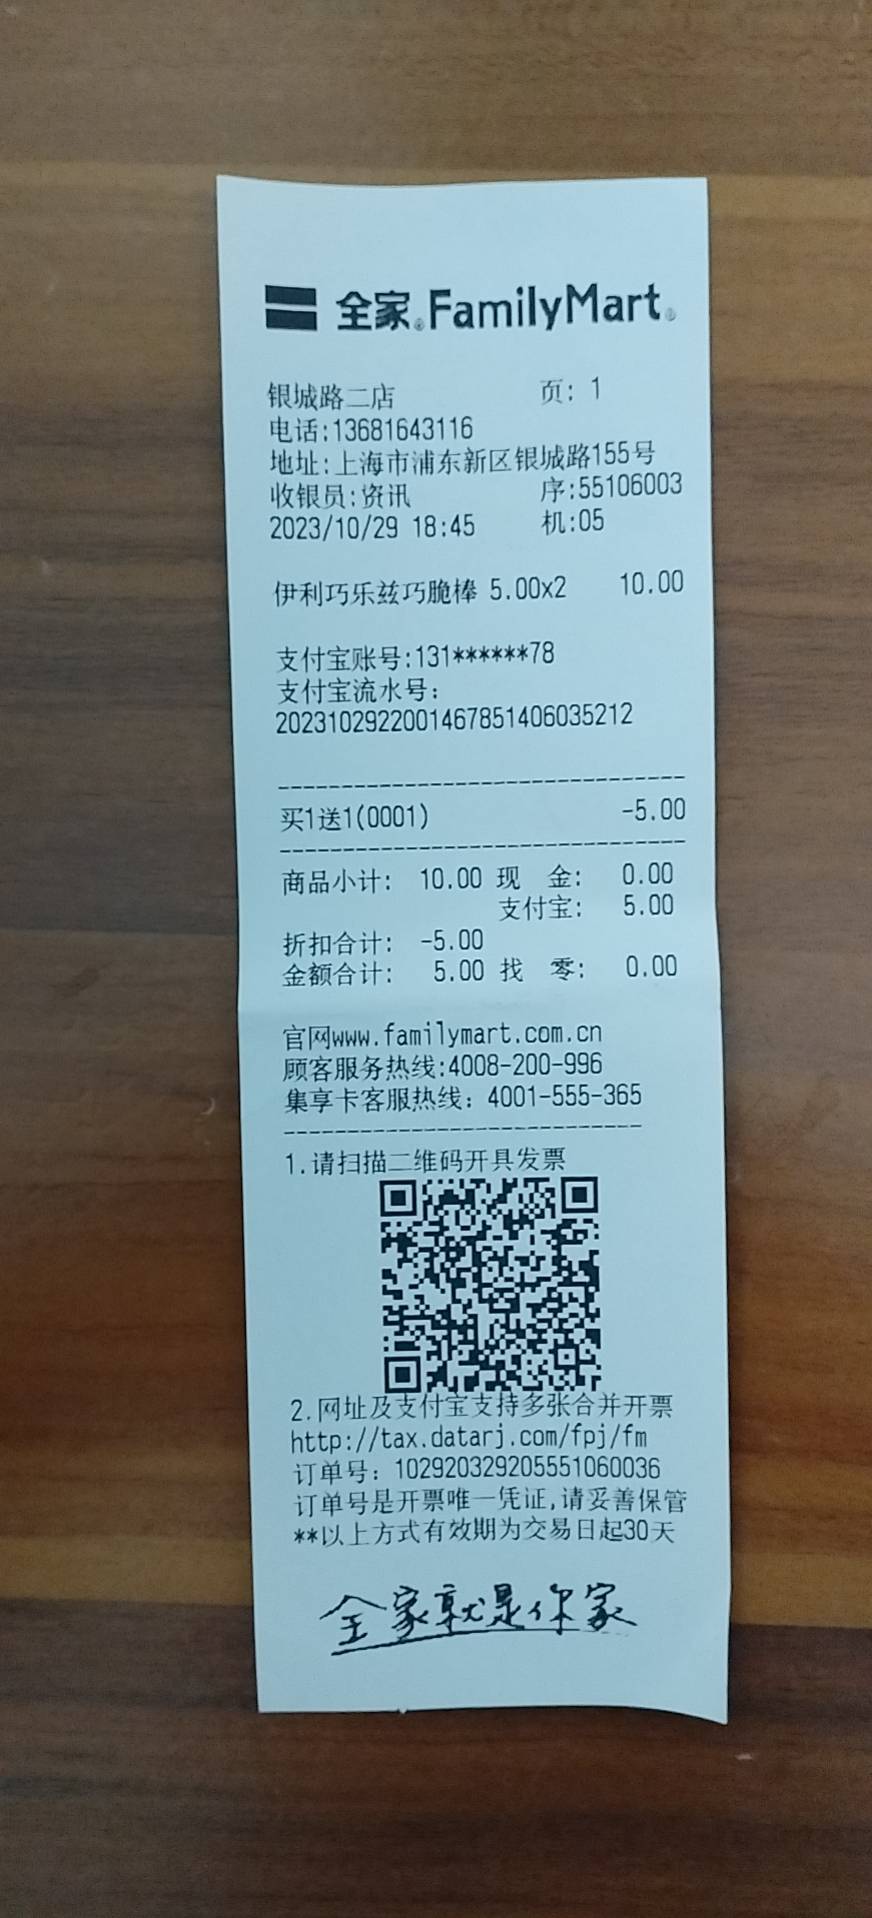 全家 FamilyMart
银城路二店 页: 1
电话:13681643116
地址:上海市浦东新区银城路155号
收银员:资讯 序:55106003
2023/10/29 18:45 机:05
伊利巧乐兹巧脆棒 5.00x2 10.00
支付宝账号:131******78
支付宝流水号:
2023102922001467851406035212
买1送1(0001) -5.00
商品小计: 10.00 现 金: 0.00
支付宝: 5.00
折扣合计: -5.00
金额合计: 5.00 找 零: 0.00
官网www.familymart.com.cn
顾客服务热线:4008-200-996
集享卡客服热线: 4001-555-365
1.请扫描二维码开具发票
2.网址及支付宝支持多张合并开票
http://tax.datarj.com/fpj/fm
订单号: 102920329205551060036
订单号是开票唯一凭证,请妥善保管
**以上方式有效期为交易日起30天
全家就是你家